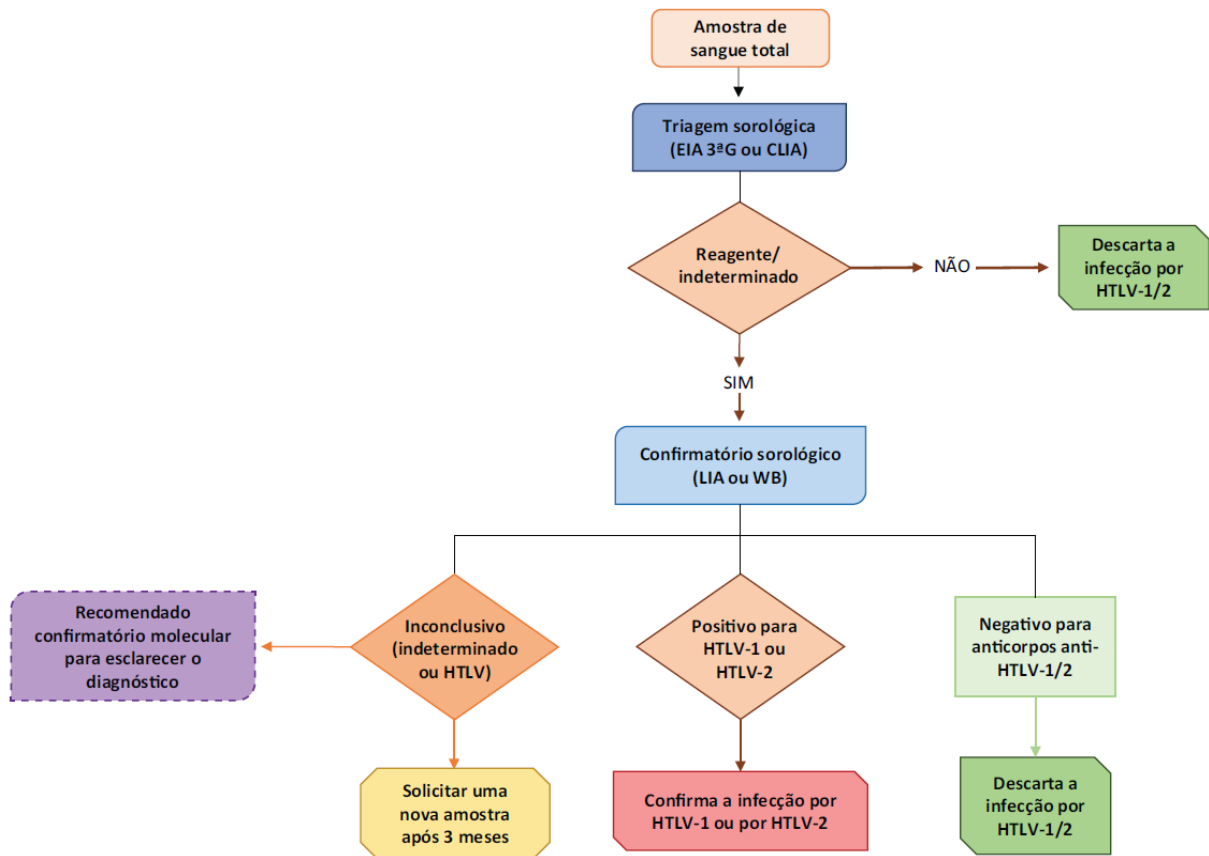 Amostra de
sangue total
Triagem sorológica
(EIA 3ªG ou CLIA)
Reagente/
indeterminado
NÃO
Descarta a
infecção por
HTLV-1/2
SIM
Confirmatório sorológico
(LIA ou WB)
Recomendado
confirmatório molecular
para esclarecer o
diagnóstico
Inconclusivo
(indeterminado
ou HTLV)
Positivo para
HTLV-1 ou
HTLV-2
Negativo para
anticorpos anti-
HTLV-1/2
Solicitar uma
nova amostra
após 3 meses
Confirma a infecção por
HTLV-1 ou por HTLV-2
Descarta a
infecção por
HTLV-1/2